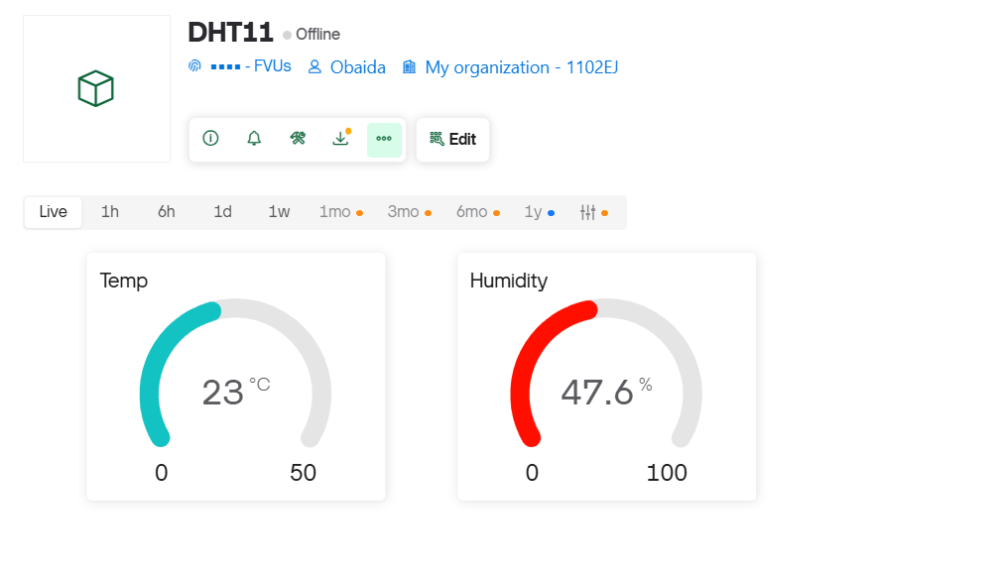 DHT11 Offline
- FVUs Obaida My organization - 1102EJ
Edit
Live 1h 6h 1d 1w 1mo 3mo 6mo 1y
Temp
23 °C
0 50
Humidity
47.6 %
0 100